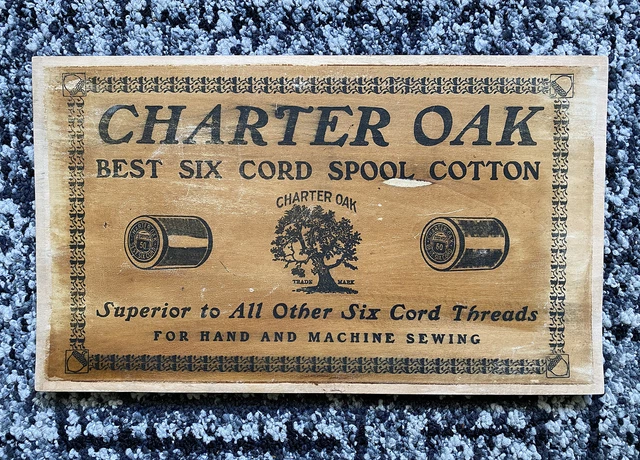 CHARTER OAK
BEST SIX CORD SPOOL COTTON
CHARTER OAK
TRADE MARK
Superior to All Other Six Cord Threads
FOR HAND AND MACHINE SEWING